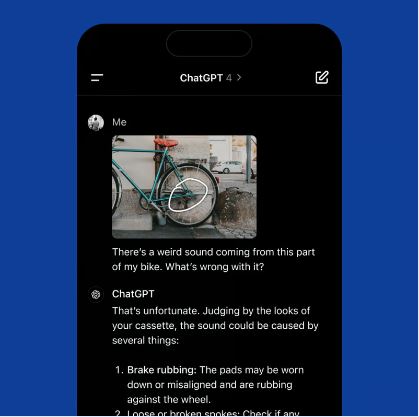 ChatGPT 4 >
Me
There's a weird sound coming from this part
of my bike. What's wrong with it?
ChatGPT
That's unfortunate. Judging by the looks of
your cassette, the sound could be caused by
several things:
1. Brake rubbing: The pads may be worn
down or misaligned and are rubbing
against the wheel.
2. Loose or broken spokes: Check if any